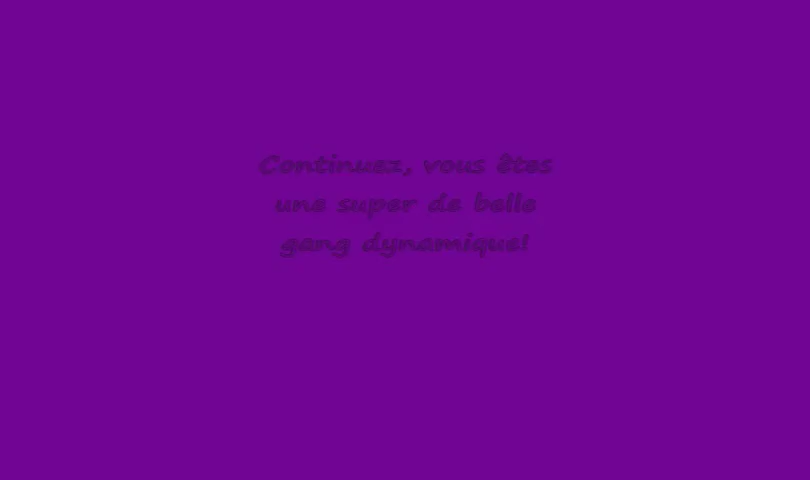 Continuez, vous êtes
une super de belle
gang dynamique!